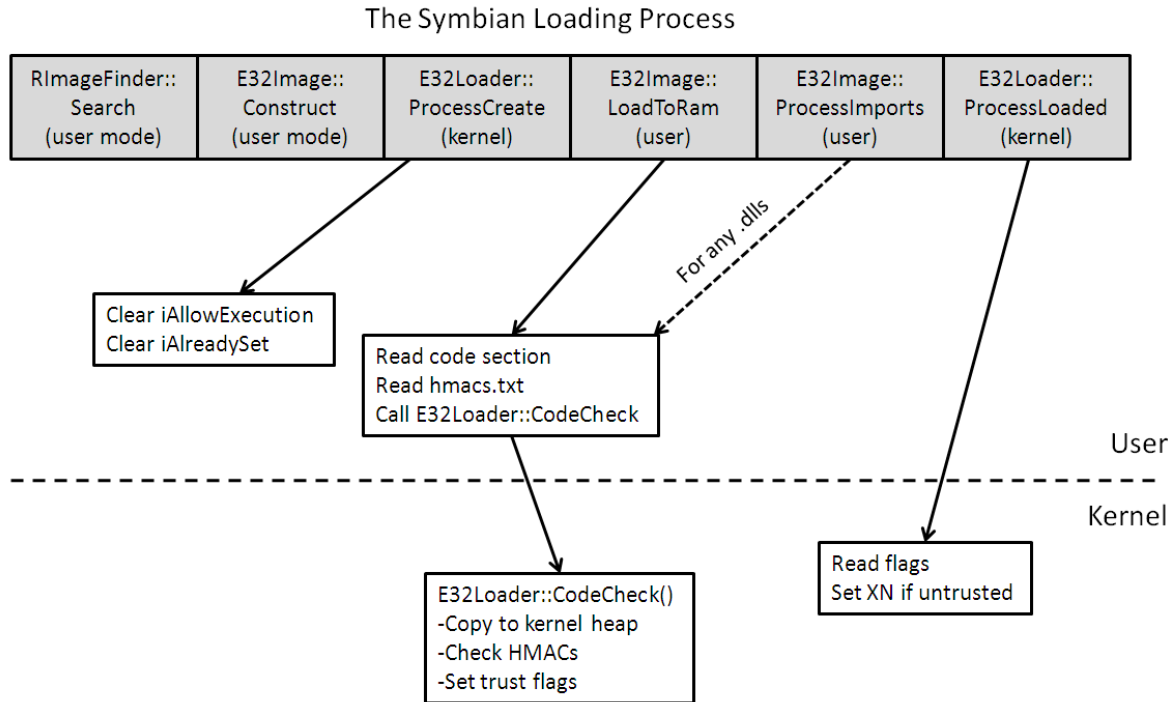 The Symbian Loading Process
RImageFinder::
Search
(user mode)
E32Image::
Construct
(user mode)
E32Loader::
ProcessCreate
(kernel)
E32Image::
LoadToRam
(user)
E32Image::
ProcessImports
(user)
E32Loader::
ProcessLoaded
(kernel)
For any .dlls
Clear iAllowExecution
Clear iAlreadySet
Read code section
Read hmacs.txt
Call E32Loader::CodeCheck
User
Kernel
E32Loader::CodeCheck()
-Copy to kernel heap
-Check HMACs
-Set trust flags
Read flags
Set XN if untrusted